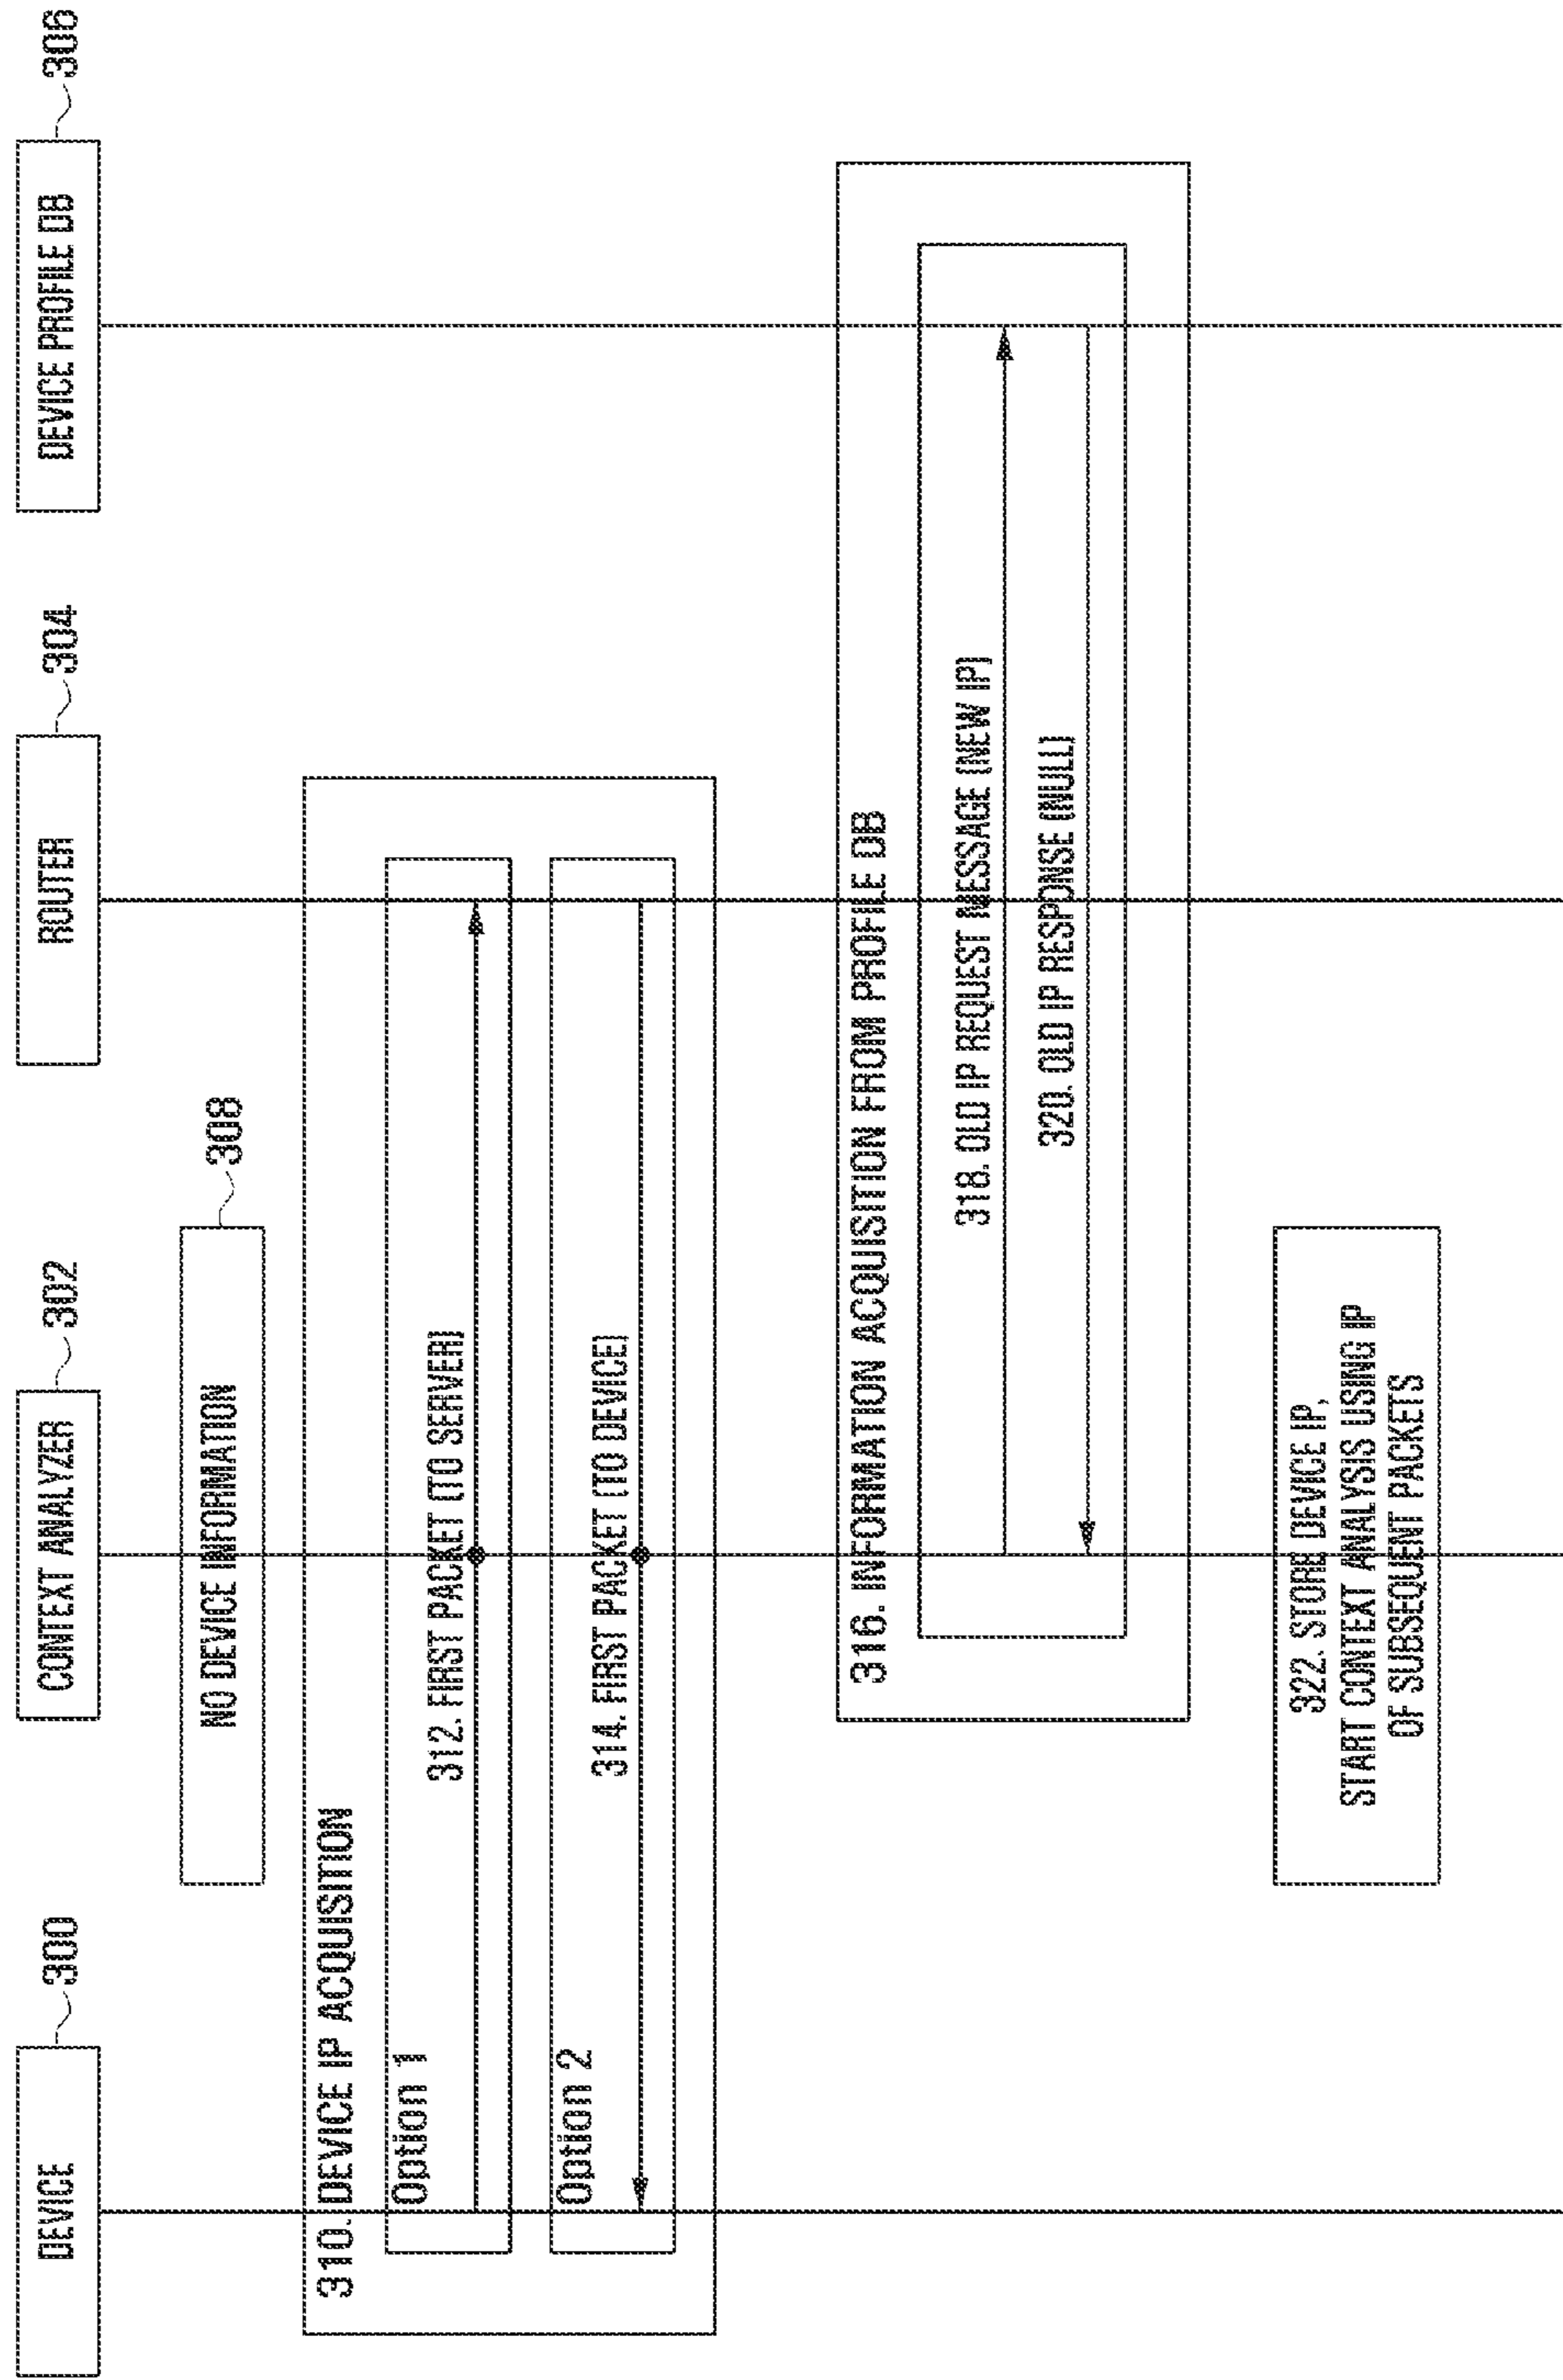 DEVICE
300
CONTEXT ANALYZER
302
ROUTER
304
DEVICE PROFILE DB
306
NO DEVICE INFORMATION
308
310. DEVICE IP ACQUISITION
Option 1
312. FIRST PACKET (TO SERVER)
Option 2
314. FIRST PACKET (TO DEVICE)
316. INFORMATION ACQUISITION FROM PROFILE DB
318. OLD IP REQUEST MESSAGE (NEW IP)
320. OLD IP RESPONSE (NULL)
322. STORE DEVICE IP,
START CONTEXT ANALYSIS USING IP
OF SUBSEQUENT PACKETS